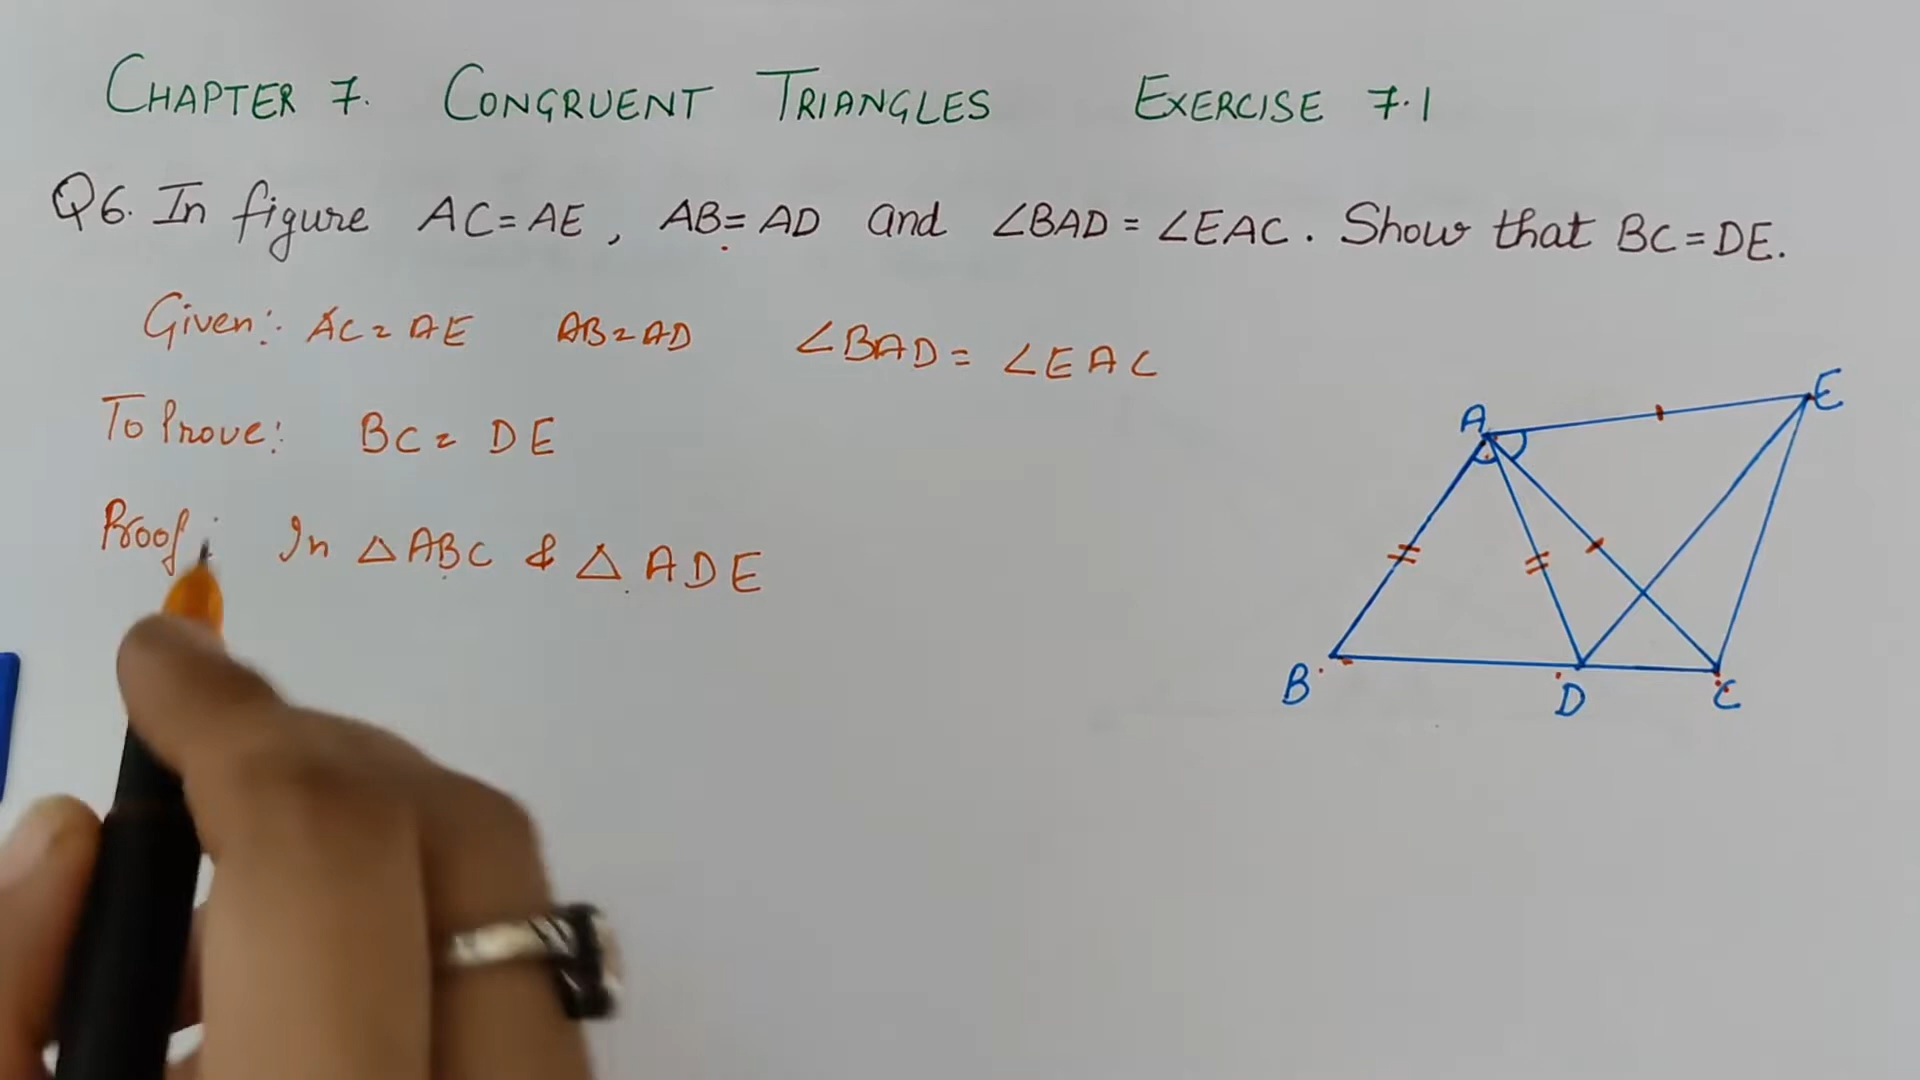 CHAPTER 7. CONGRUENT TRIANGLES EXERCISE 7.1
Q6. In figure AC=AE, AB=AD and ∠BAD=∠EAC. Show that BC=DE.
Given:- AC=AE AB=AD ∠BAD=∠EAC
To Prove: BC=DE
Proof: In △ABC & △ADE
A
E
B
D
C